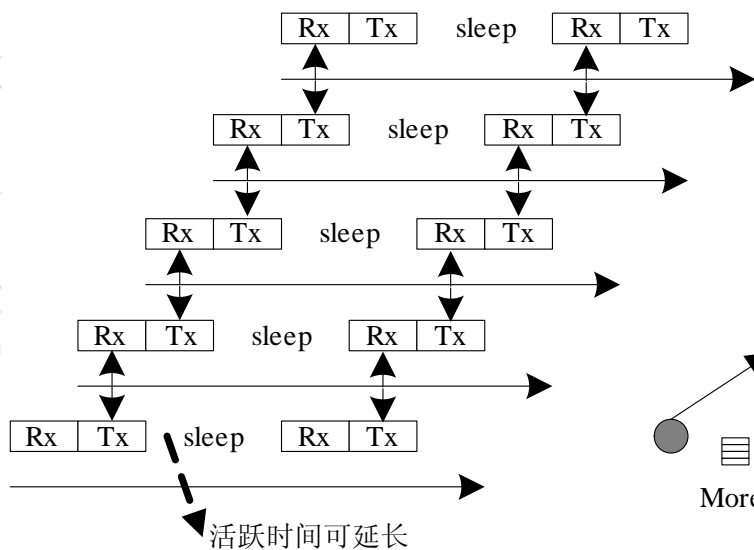 Rx Tx sleep Rx Tx
Rx Tx sleep Rx Tx
Rx Tx sleep Rx Tx
Rx Tx sleep Rx Tx
Rx Tx sleep Rx Tx
More
活跃时间可延长